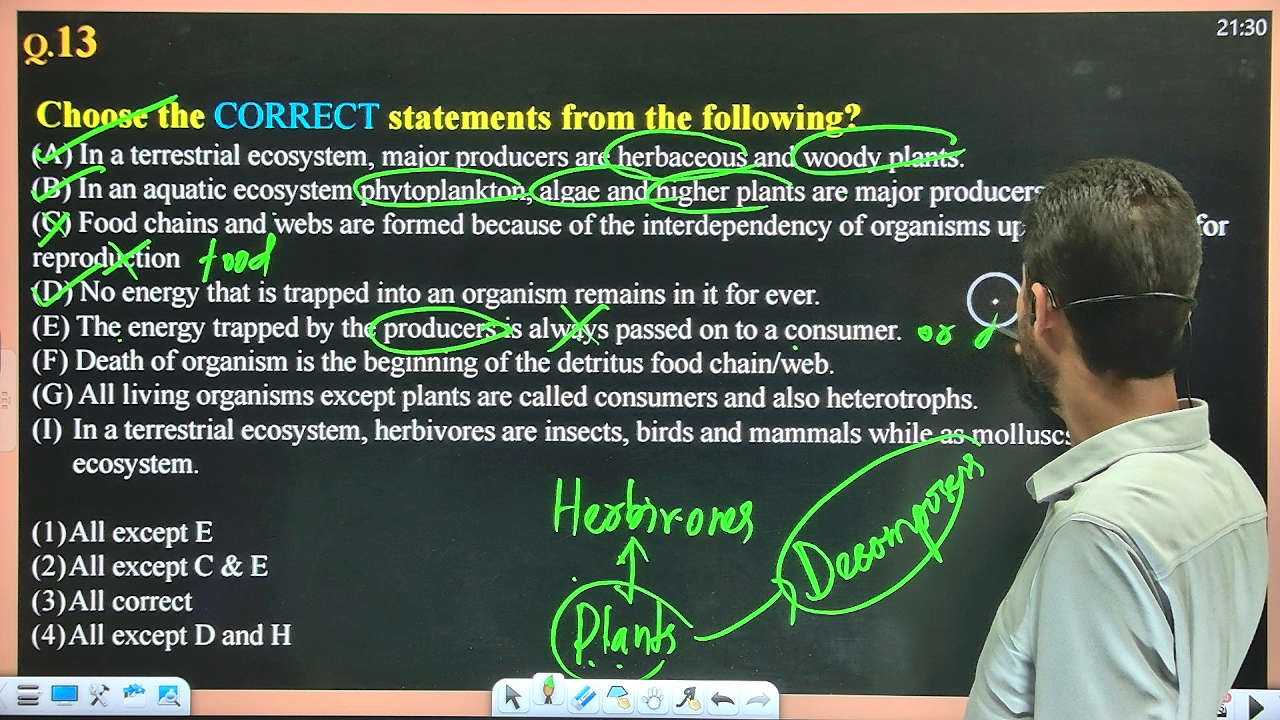 Q.13
21:30
Choose the CORRECT statements from the following?
(A) In a terrestrial ecosystem, major producers are herbaceous and woody plants.
(B) In an aquatic ecosystem phytoplankton, algae and higher plants are major producers
(C) Food chains and webs are formed because of the interdependency of organisms for
reproduction food
(D) No energy that is trapped into an organism remains in it for ever.
(E) The energy trapped by the producers is always passed on to a consumer. or
(F) Death of organism is the beginning of the detritus food chain/web.
(G) All living organisms except plants are called consumers and also heterotrophs.
(I) In a terrestrial ecosystem, herbivores are insects, birds and mammals while as molluscs
ecosystem.
Herbivores
Decomposers
Plants
(1) All except E
(2) All except C & E
(3) All correct
(4) All except D and H